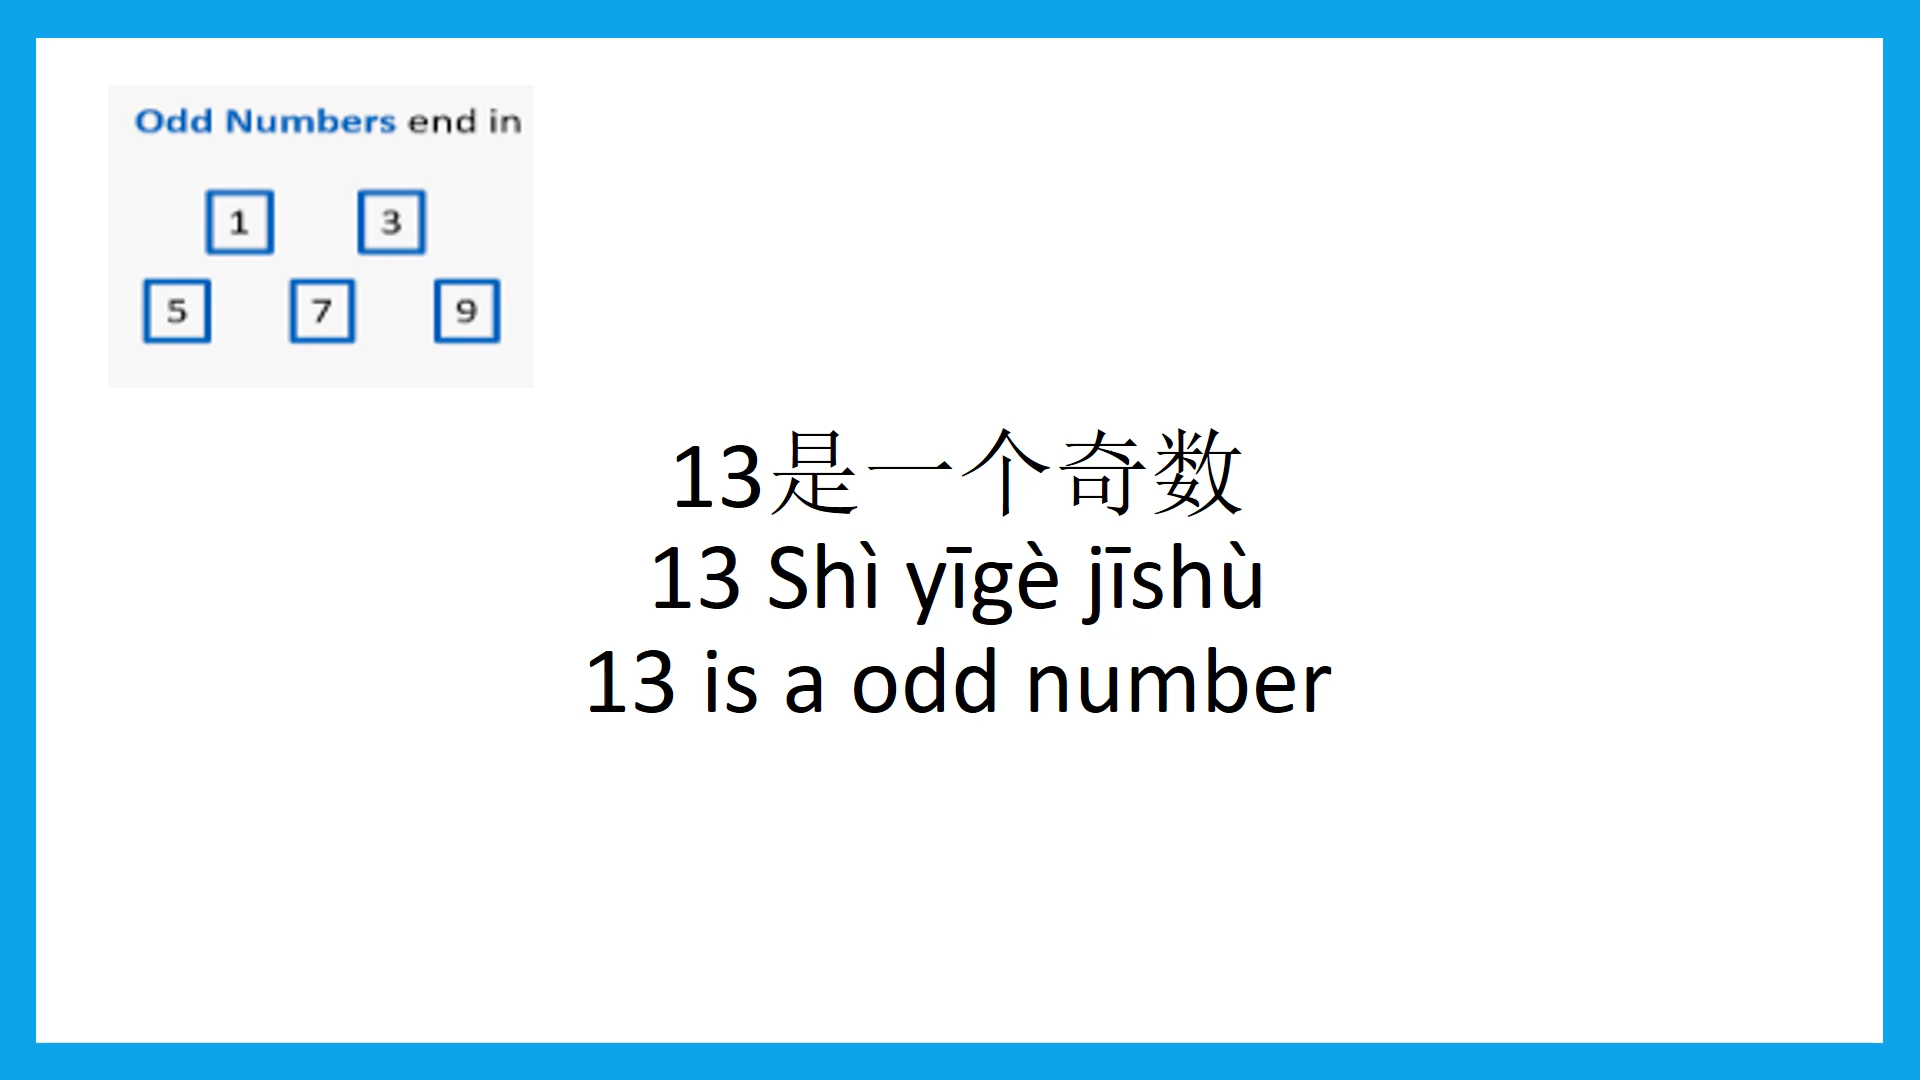 Odd Numbers end in
1 3
5 7 9
13是一个奇数
13 Shì yīgè jīshù
13 is a odd number